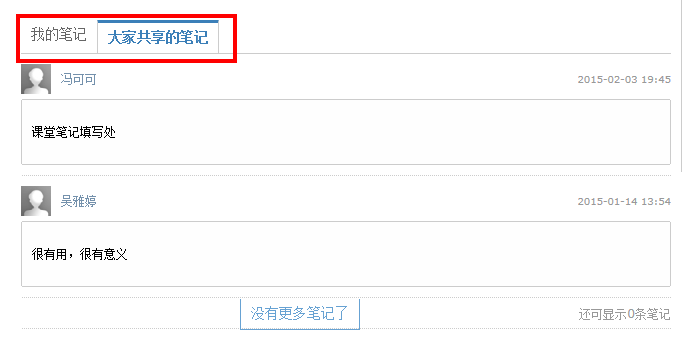 我的笔记 大家共享的笔记
冯可可 2015-02-03 19:45
课堂笔记填写处
吴雅婷 2015-01-14 13:54
很有用，很有意义
没有更多笔记了 还可显示0条笔记